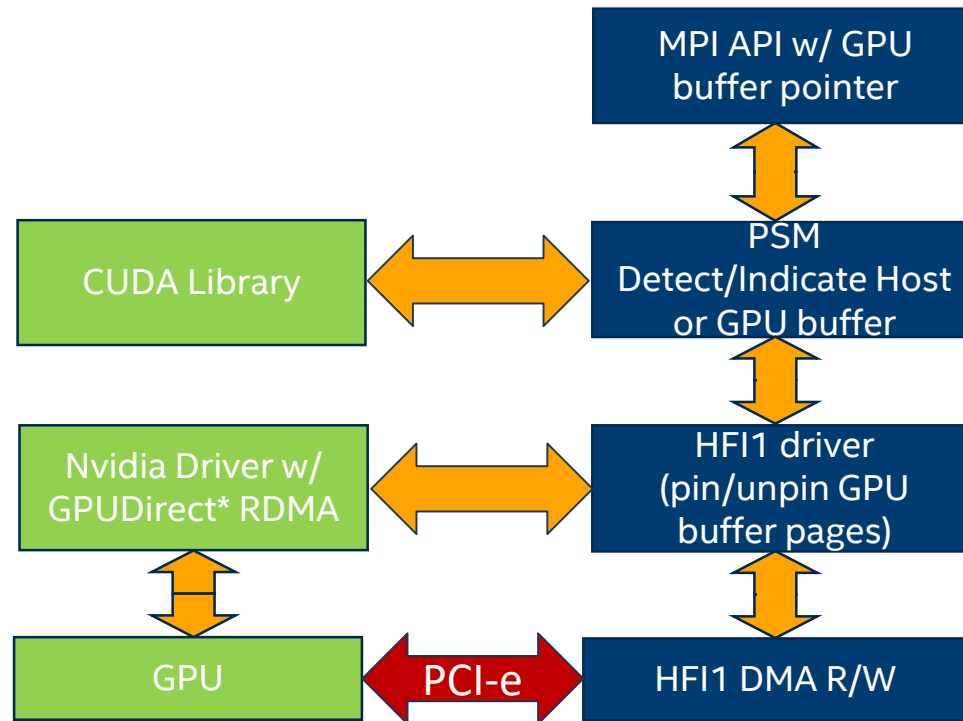 MPI API w/ GPU
buffer pointer
CUDA Library
PSM
Detect/Indicate Host
or GPU buffer
Nvidia Driver w/
GPUDirect* RDMA
HFI1 driver
(pin/unpin GPU
buffer pages)
GPU
PCI-e
HFI1 DMA R/W